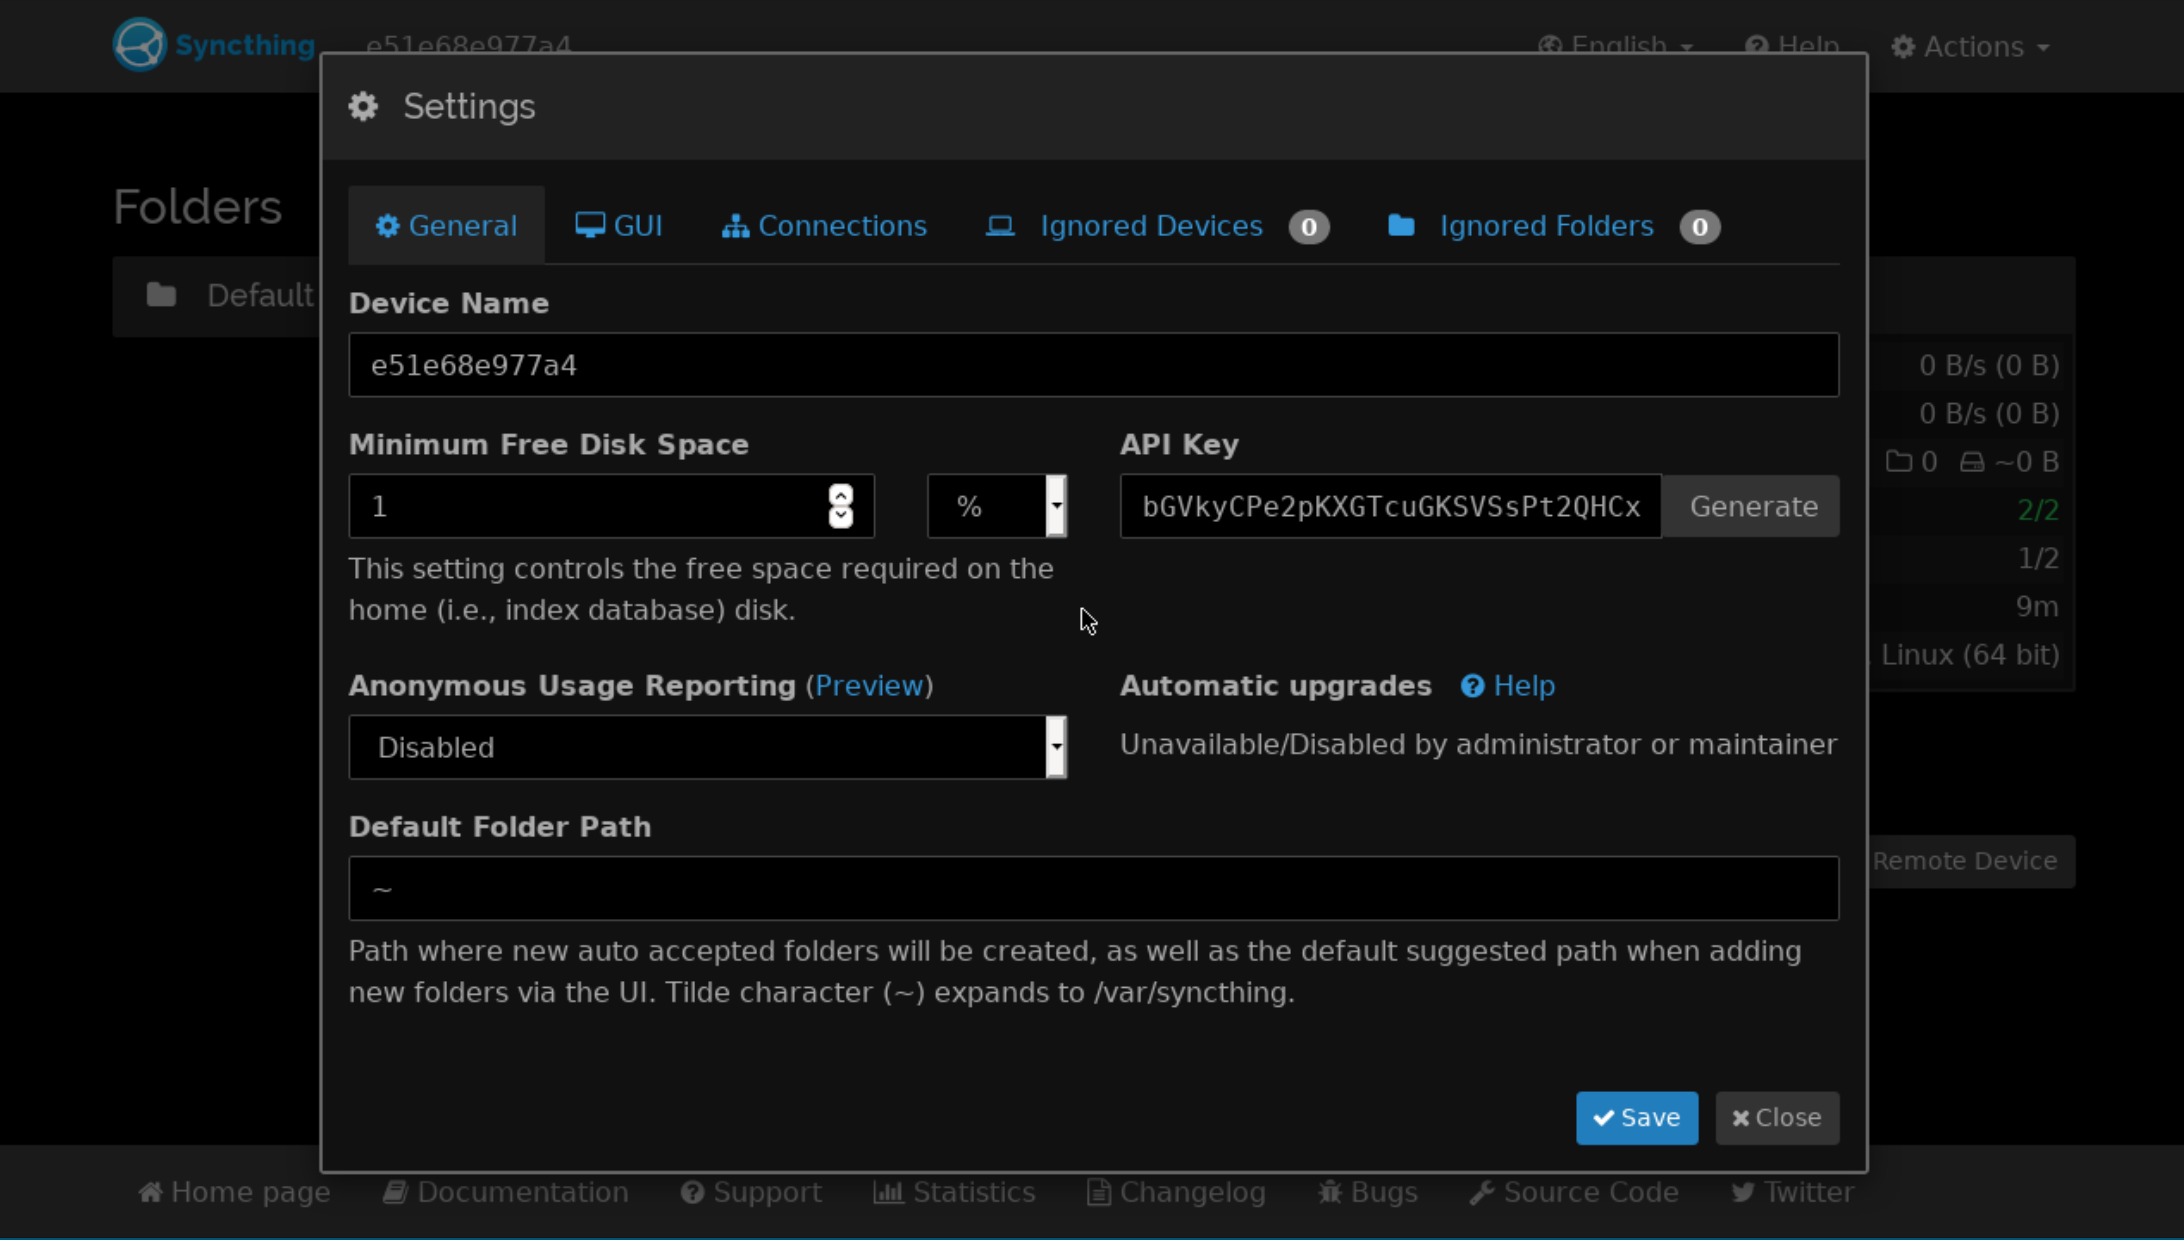 Syncthing e51e68e977a4 English Help Actions
Settings
Folders
General GUI Connections Ignored Devices 0 Ignored Folders 0
Default
Device Name
e51e68e977a4
0 B/s (0 B)
0 B/s (0 B)
Minimum Free Disk Space API Key
0 ~0 B
1 % bGVkyCPe2pKXGTcuGKSVSsPt2QHCx Generate
2/2
This setting controls the free space required on the
home (i.e., index database) disk.
1/2
9m
Linux (64 bit)
Anonymous Usage Reporting (Preview) Automatic upgrades Help
Disabled
Unavailable/Disabled by administrator or maintainer
Default Folder Path
~
Remote Device
Path where new auto accepted folders will be created, as well as the default suggested path when adding
new folders via the UI. Tilde character (~) expands to /var/syncthing.
Save Close
Home page Documentation Support Statistics Changelog Bugs Source Code Twitter